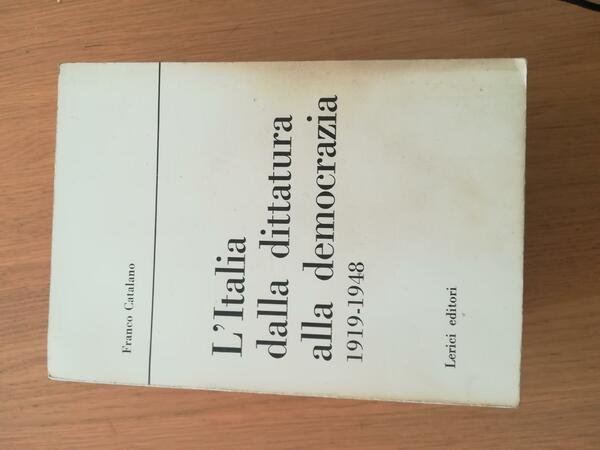 Franco Catalano
L'Italia
dalla dittatura
alla democrazia
1919-1948
Lerici editori